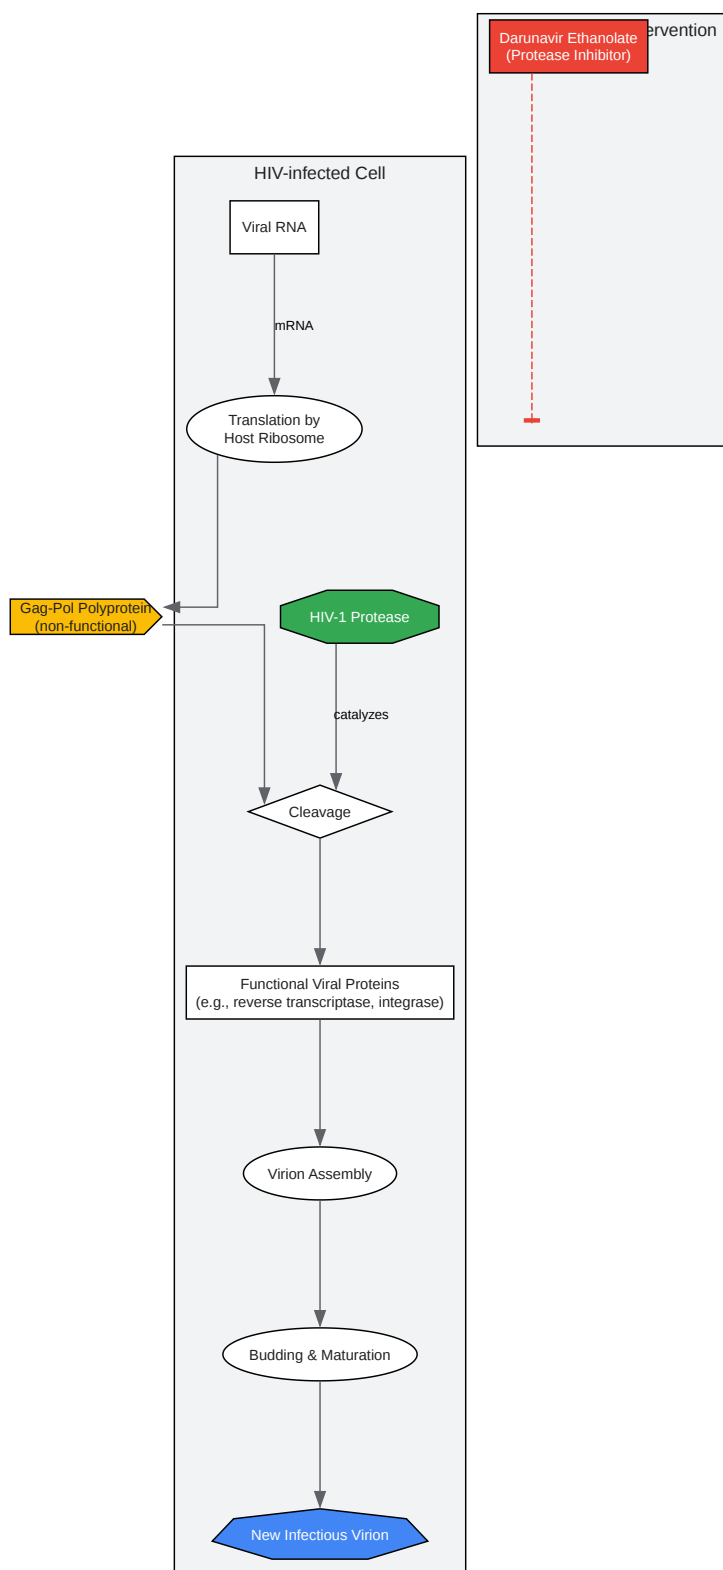 Darunavir Ethanolate
(Protease Inhibitor)
ervention
HIV-infected Cell
Viral RNA
mRNA
Translation by
Host Ribosome
Gag-Pol Polyprotein
(non-functional)
HIV-1 Protease
catalyzes
Cleavage
Functional Viral Proteins
(e.g., reverse transcriptase, integrase)
Virion Assembly
Budding & Maturation
New Infectious Virion